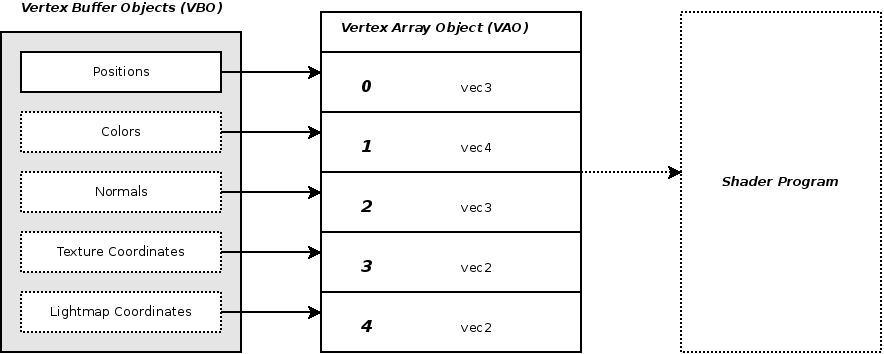 Vertex Buffer Objects (VBO)
Positions
Colors
Normals
Texture Coordinates
Lightmap Coordinates
Vertex Array Object (VAO)
0 vec3
1 vec4
2 vec3
3 vec2
4 vec2
Shader Program